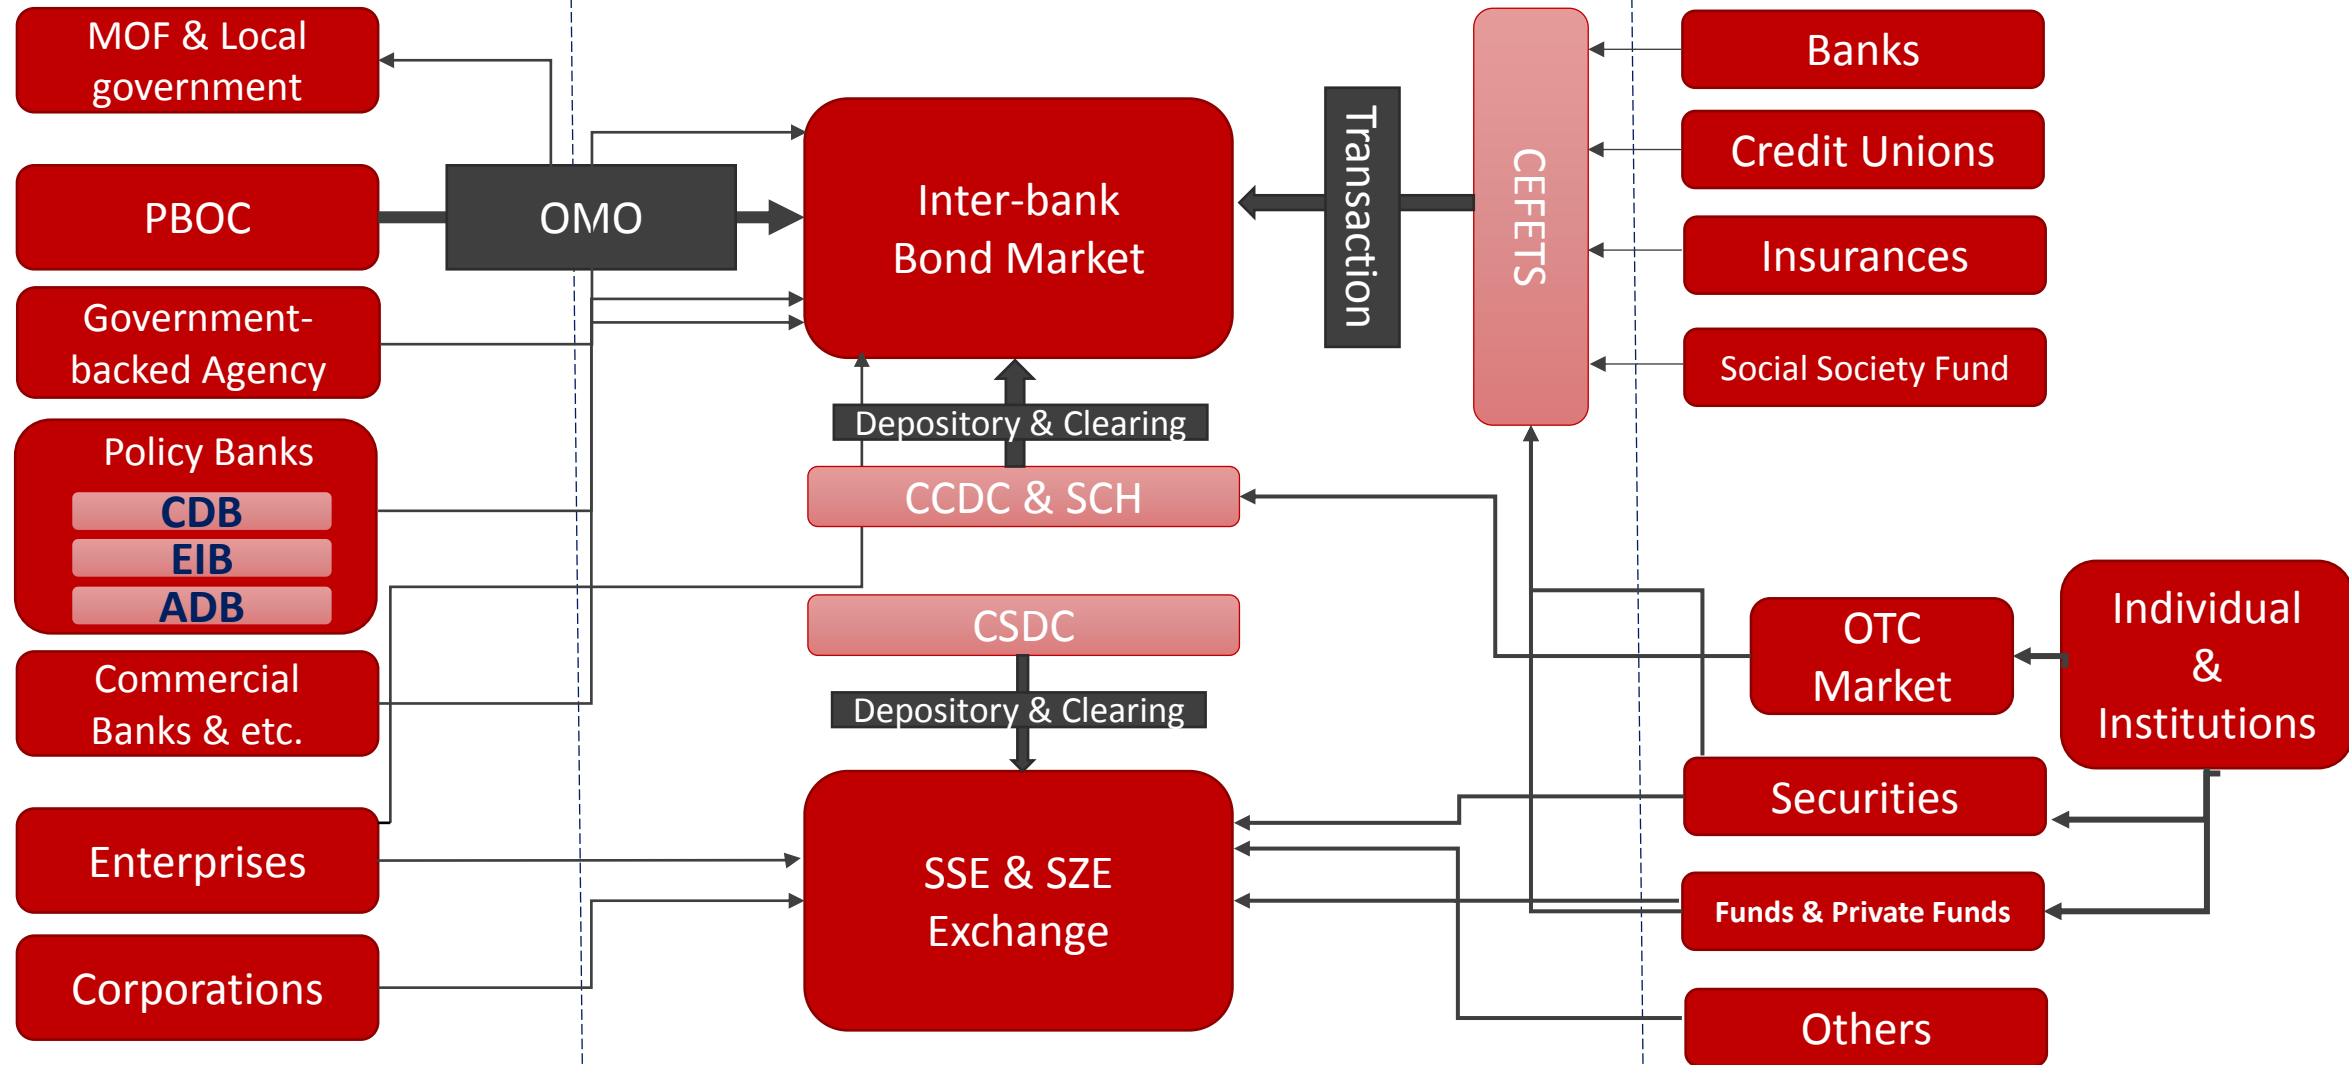 MOF & Local
government
PBOC
Government-
backed Agency
Policy Banks
CDB
EIB
ADB
Commercial
Banks & etc.
Enterprises
Corporations
OMO
Inter-bank
Bond Market
Depository & Clearing
CCDC & SCH
CSDC
Depository & Clearing
SSE & SZE
Exchange
Transaction
CEFETS
Banks
Credit Unions
Insurances
Social Society Fund
OTC
Market
Securities
Funds & Private Funds
Others
Individual
&
Institutions